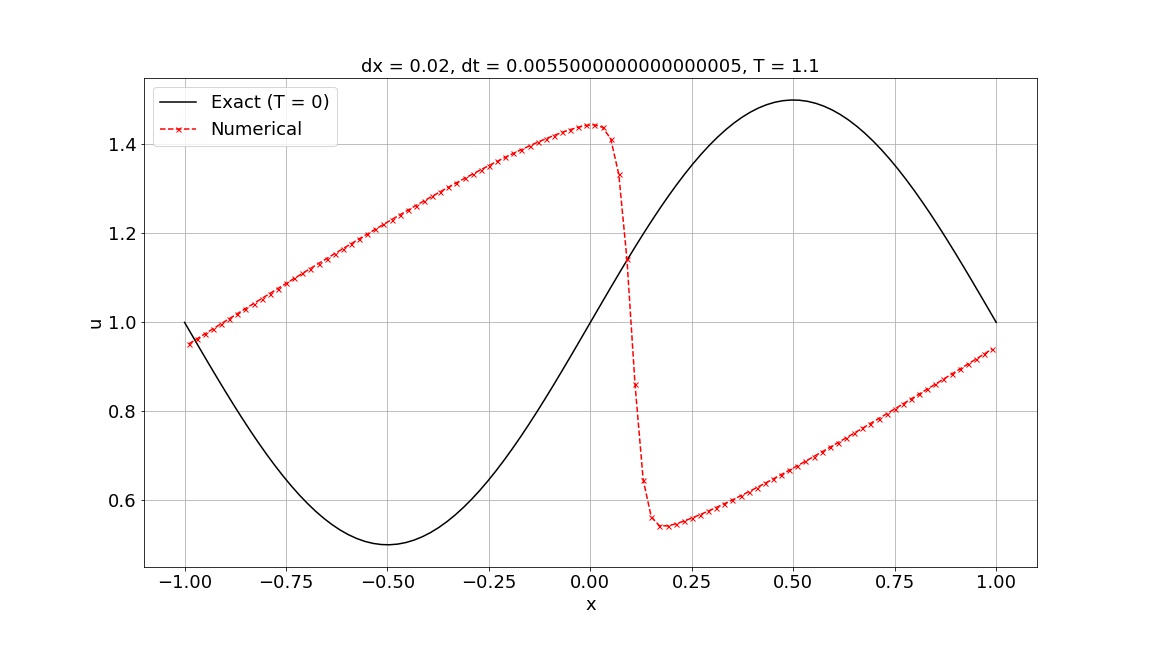 dx = 0.02, dt = 0.0055000000000000005, T = 1.1
Exact (T = 0)
Numerical
1.4
1.2
1.0
0.8
0.6
u
−1.00 −0.75 −0.50 −0.25 0.00 0.25 0.50 0.75 1.00
x